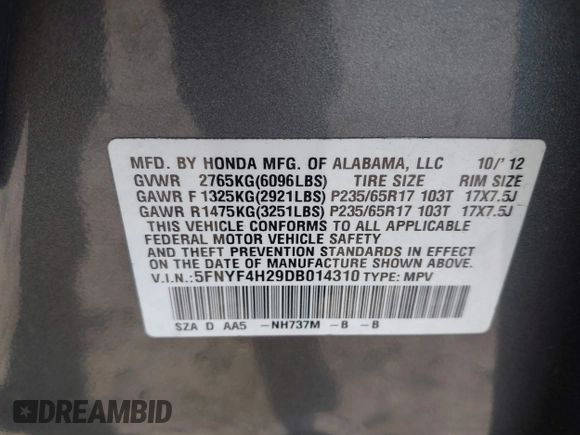 MFD. BY HONDA MFG. OF ALABAMA, LLC 10/'12
GVWR 2765KG(6096LBS) TIRE SIZE RIM SIZE
GAWR F 1325KG(2921LBS) P235/65R17 103T 17X7.5J
GAWR R1475KG(3251LBS) P235/65R17 103T 17X7.5J
THIS VEHICLE CONFORMS TO ALL APPLICABLE
FEDERAL MOTOR VEHICLE SAFETY
AND THEFT PREVENTION STANDARDS IN EFFECT
ON THE DATE OF MANUFACTURE SHOWN ABOVE.
V.I.N.:5FNYF4H29DB014310 TYPE: MPV
SZA D AA5 -NH737M -B -B
DREAMBID